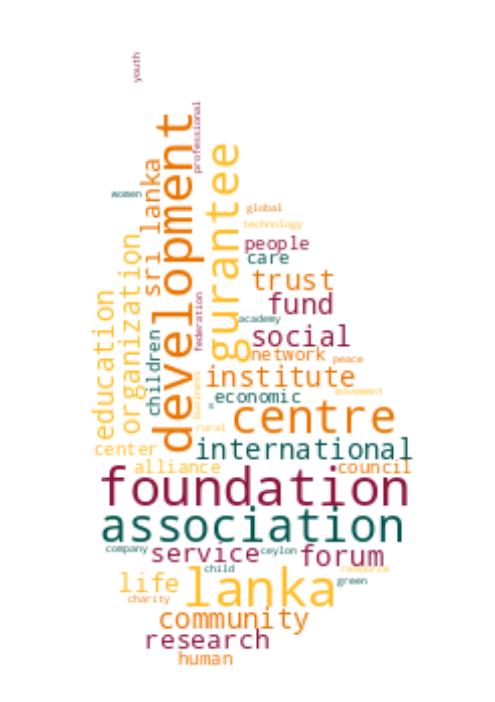 youth
professional
development
gurantee
sri lanka
women
global
technology
organization
people
care
trust
education
fund
federation
academy
children
social
network
peace
institute
business
movement
economic
centre
rural
international
center
alliance
council
foundation
association
company
service
ceylon
forum
child
resource
life
lanka
green
charity
community
research
human